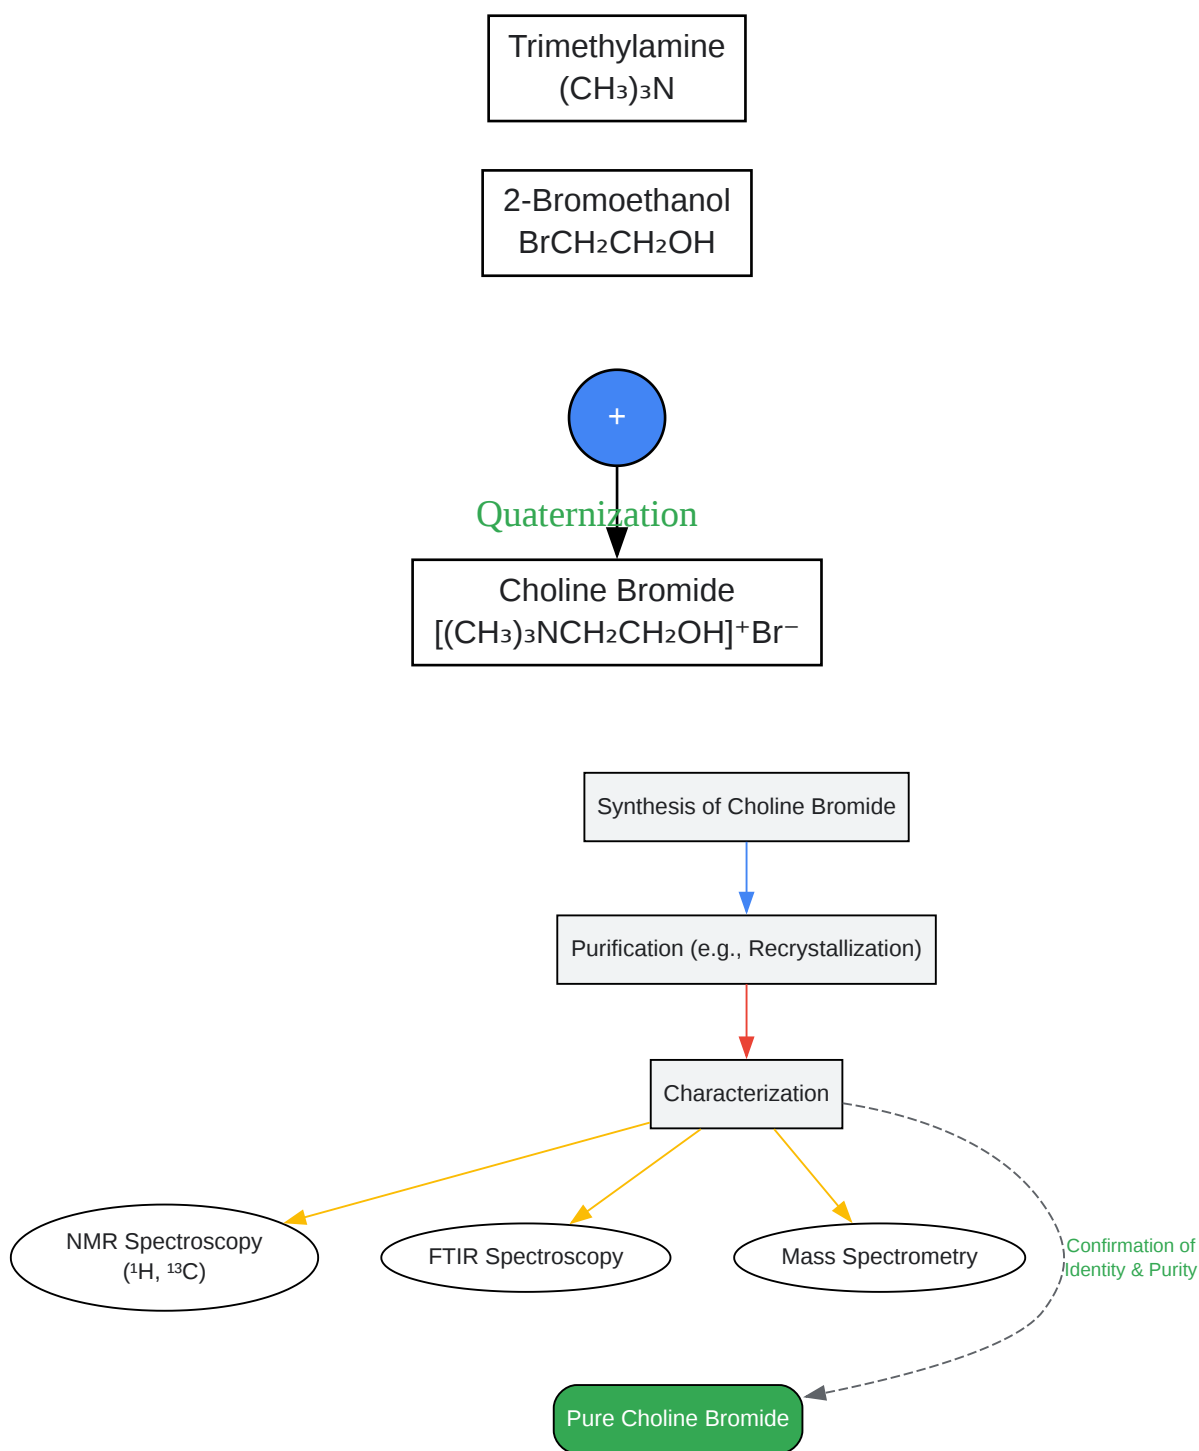 Trimethylamine
(CH₃)₃N
2-Bromoethanol
BrCH₂CH₂OH
+
Quaternization
Choline Bromide
[(CH₃)₃NCH₂CH₂OH]⁺Br⁻
Synthesis of Choline Bromide
Purification (e.g., Recrystallization)
Characterization
NMR Spectroscopy
(¹H, ¹³C)
FTIR Spectroscopy
Mass Spectrometry
Confirmation of
Identity & Purity
Pure Choline Bromide